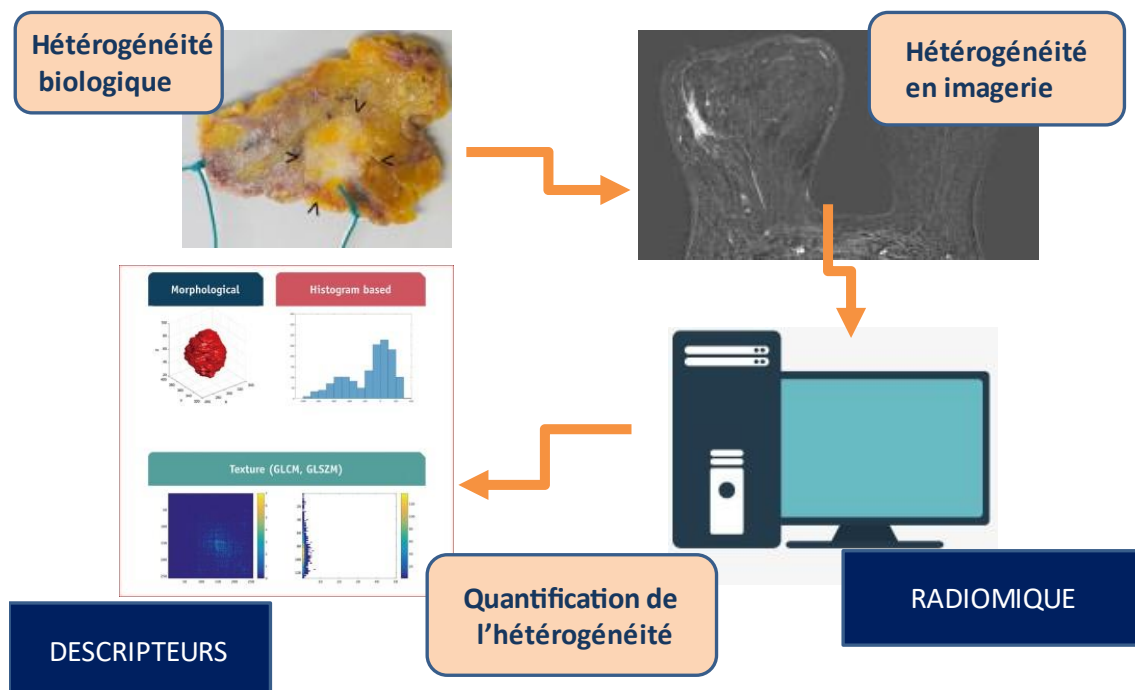 Hétérogénéité
biologique
Hétérogénéité
en imagerie
Morphological
Histogram based
Texture (GLCM, GLSZM)
Quantification de
l'hétérogénéité
RADIOMIQUE
DESCRIPTEURS